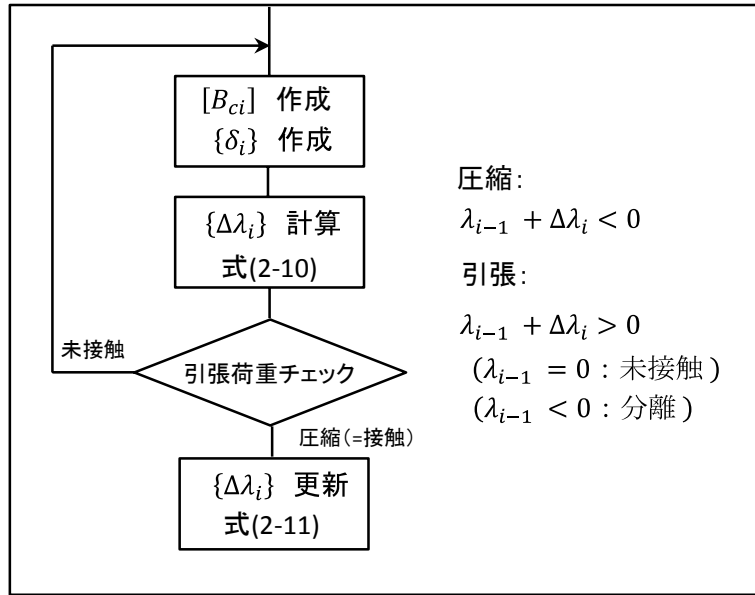 [B_{ci}] 作成
{δ_i} 作成
{Δλ_i} 計算
式(2-10)
引張荷重チェック
未接触
圧縮(=接触)
{Δλ_i} 更新
式(2-11)
圧縮:
λ_{i−1} + Δλ_i < 0
引張:
λ_{i−1} + Δλ_i > 0
(λ_{i−1} = 0 : 未接触)
(λ_{i−1} < 0 : 分離)